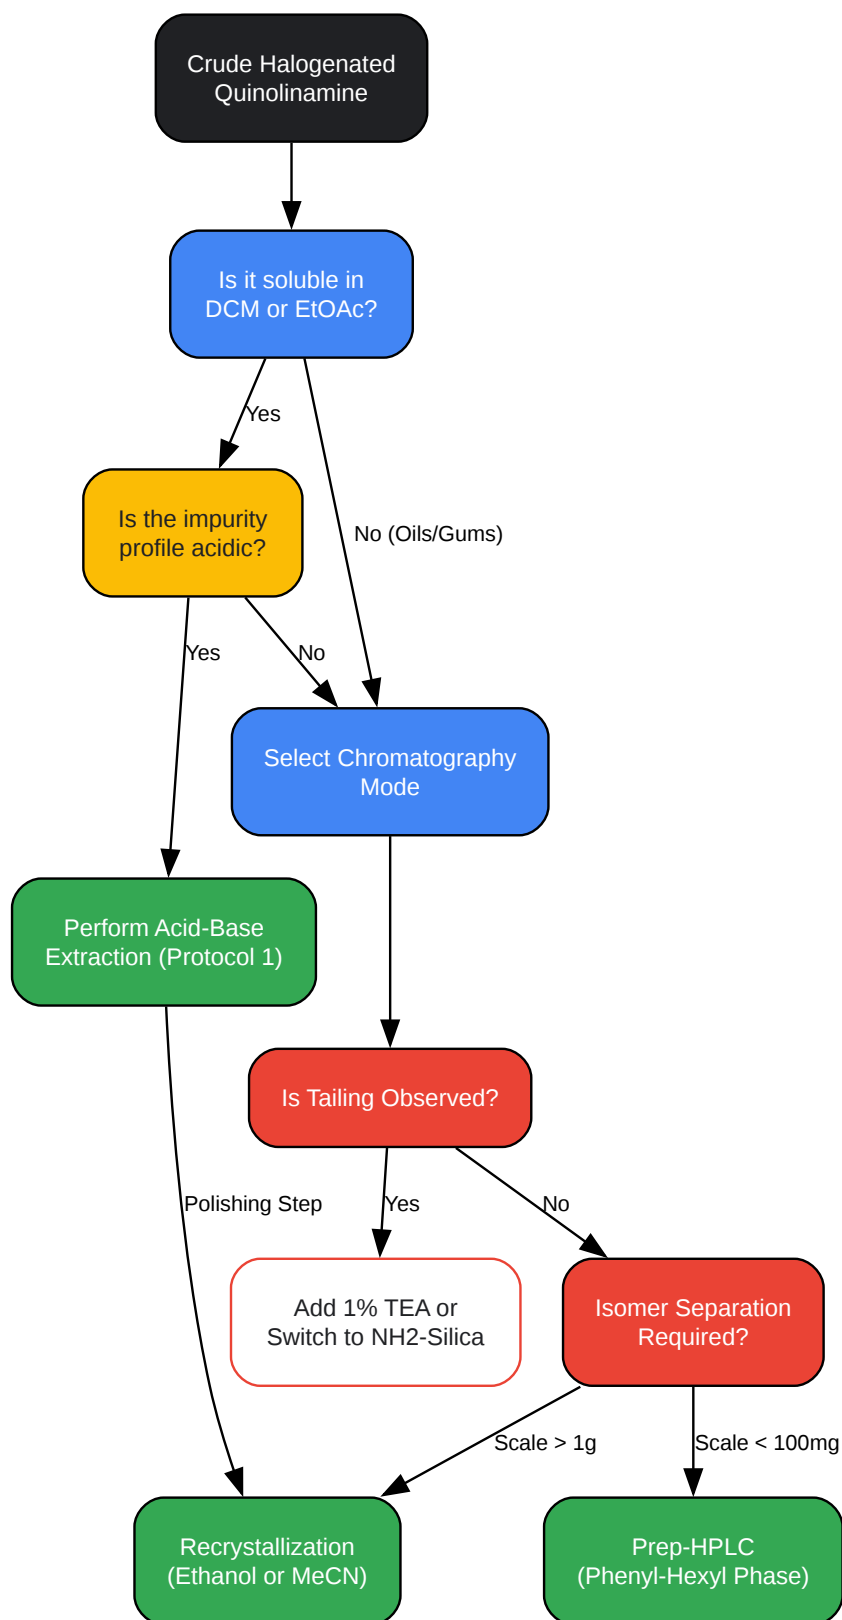 Crude Halogenated
Quinolinamine
Is it soluble in
DCM or EtOAc?
Yes
Is the impurity
profile acidic?
No (Oils/Gums)
Yes
No
Select Chromatography
Mode
Perform Acid-Base
Extraction (Protocol 1)
Is Tailing Observed?
Polishing Step
Yes
No
Add 1% TEA or
Switch to NH2-Silica
Isomer Separation
Required?
Scale > 1g
Scale < 100mg
Recrystallization
(Ethanol or MeCN)
Prep-HPLC
(Phenyl-Hexyl Phase)